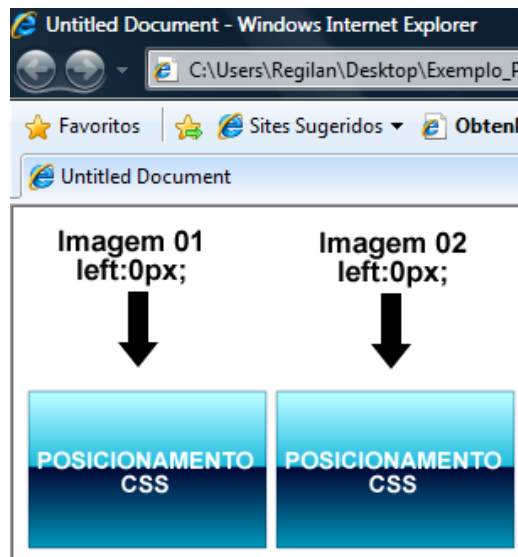 Untitled Document - Windows Internet Explorer
C:\Users\Regilan\Desktop\Exemplo_P
Favoritos
Sites Sugeridos
Obtenl
Untitled Document
Imagem 01
left:0px;
Imagem 02
left:0px;
POSICIONAMENTO
CSS
POSICIONAMENTO
CSS